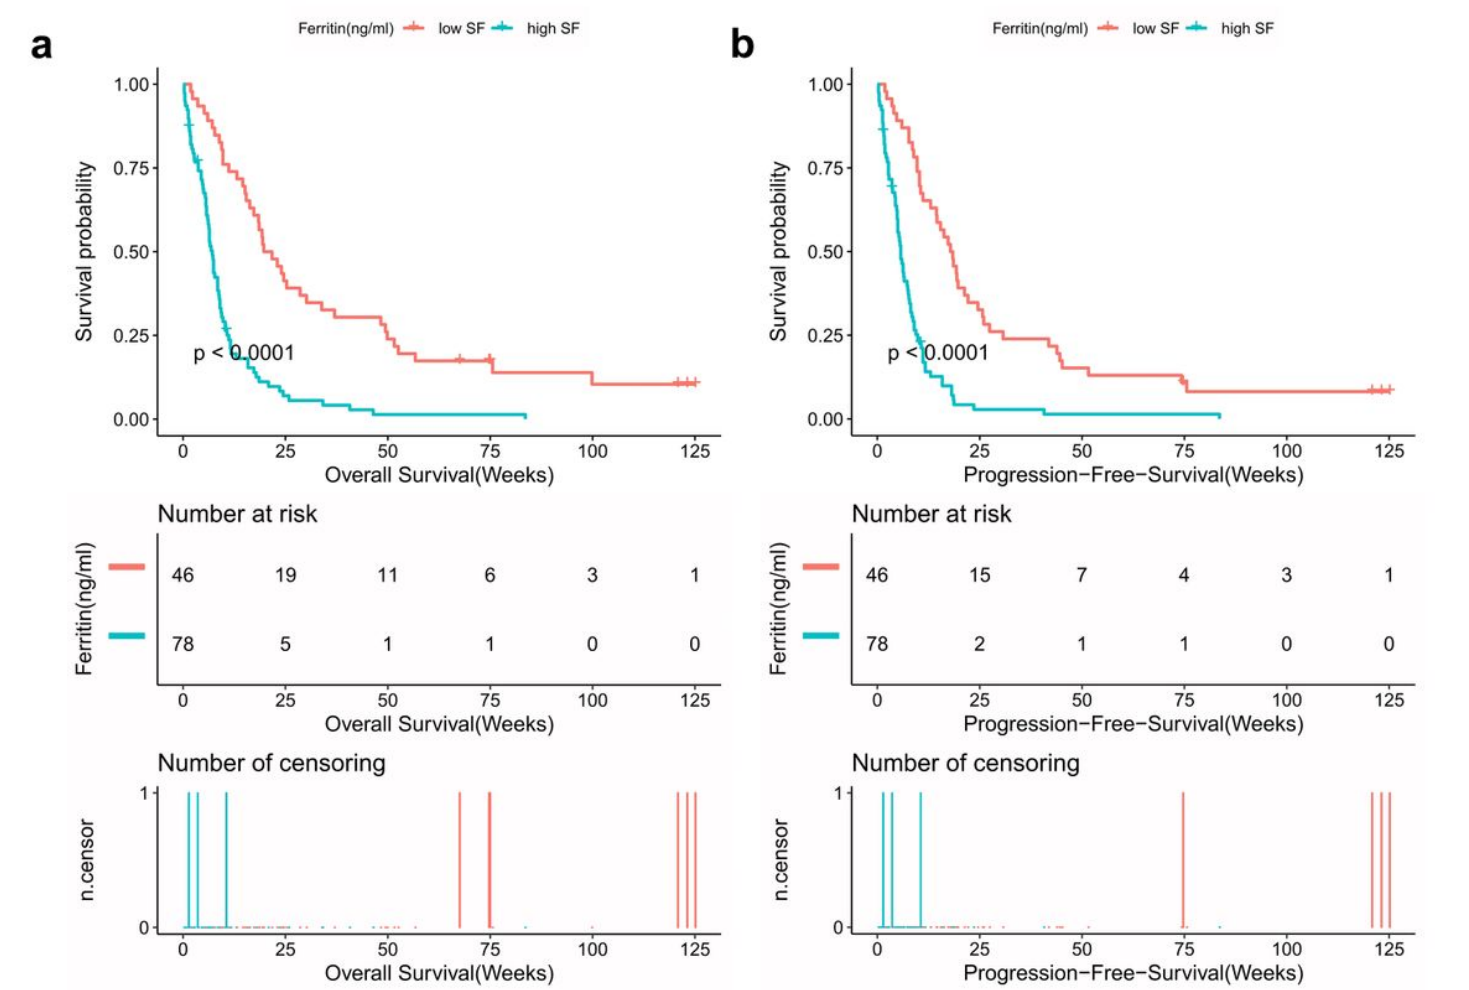 a
Ferritin(ng/ml) low SF high SF
1.00
0.75
0.50
0.25
0.00
Survival probability
p < 0.0001
0 25 50 75 100 125
Overall Survival(Weeks)
Number at risk
Ferritin(ng/ml)
46 19 11 6 3 1
78 5 1 1 0 0
0 25 50 75 100 125
Overall Survival(Weeks)
Number of censoring
n.censor
1
0
0 25 50 75 100 125
Overall Survival(Weeks)
b
Ferritin(ng/ml) low SF high SF
1.00
0.75
0.50
0.25
0.00
Survival probability
p < 0.0001
0 25 50 75 100 125
Progression−Free−Survival(Weeks)
Number at risk
Ferritin(ng/ml)
46 15 7 4 3 1
78 2 1 1 0 0
0 25 50 75 100 125
Progression−Free−Survival(Weeks)
Number of censoring
n.censor
1
0
0 25 50 75 100 125
Progression−Free−Survival(Weeks)